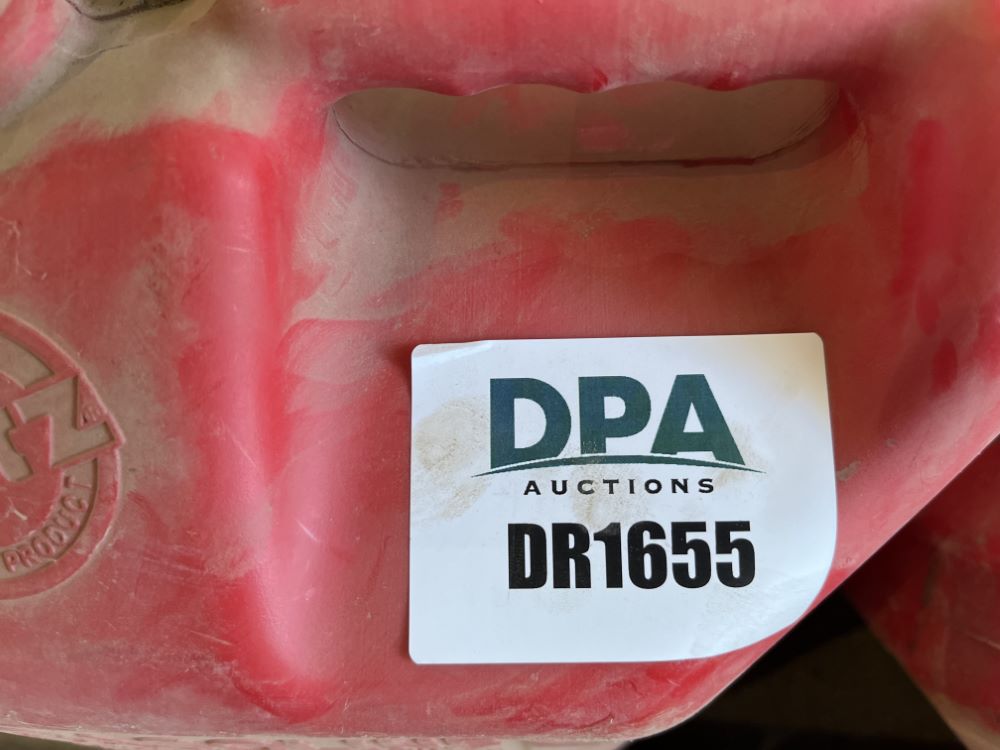 DPA
AUCTIONS
DR1655
PRODUCT